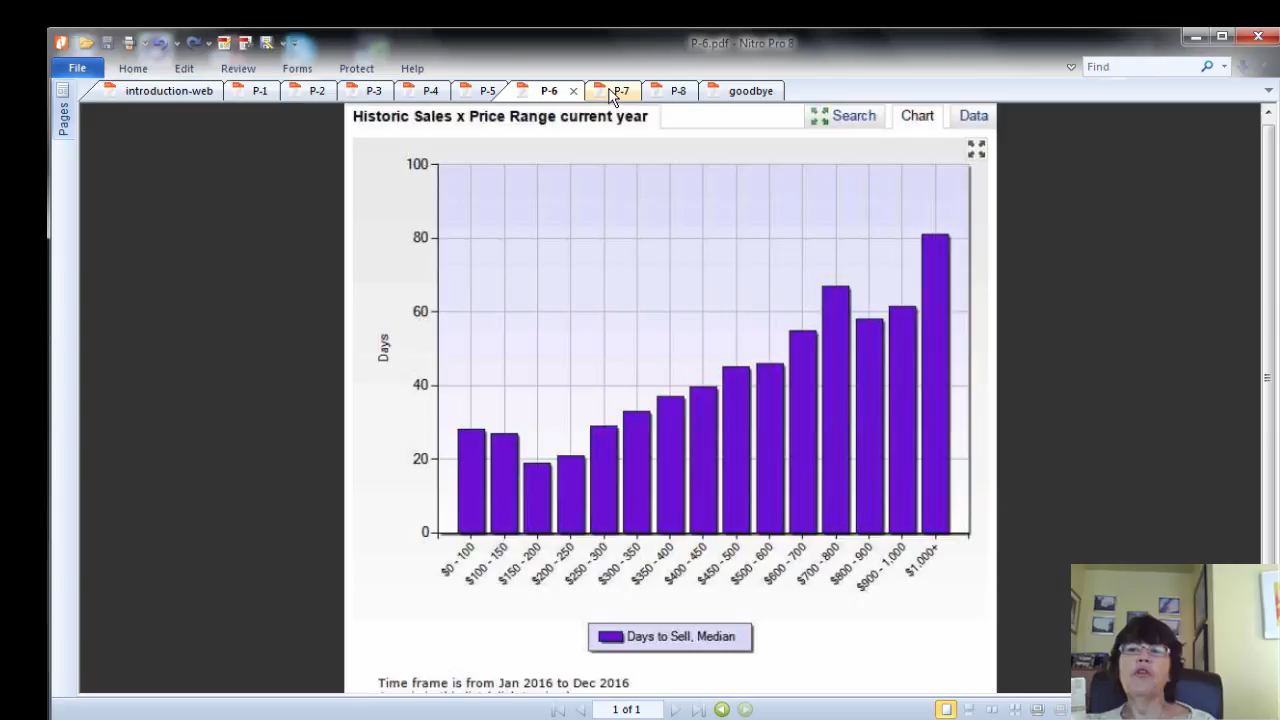 P-6.pdf - Nitro Pro 8
File Home Edit Review Forms Protect Help Find
introduction-web P-1 P-2 P-3 P-4 P-5 P-6 P-7 P-8 goodbye
Pages
Historic Sales x Price Range current year Search Chart Data
100
80
60
40
20
0
Days
$0 - 100
$100 - 150
$150 - 200
$200 - 250
$250 - 300
$300 - 350
$350 - 400
$400 - 450
$450 - 500
$500 - 600
$600 - 700
$700 - 800
$800 - 900
$900 - 1,000
$1,000+
Days to Sell, Median
Time frame is from Jan 2016 to Dec 2016
1 of 1